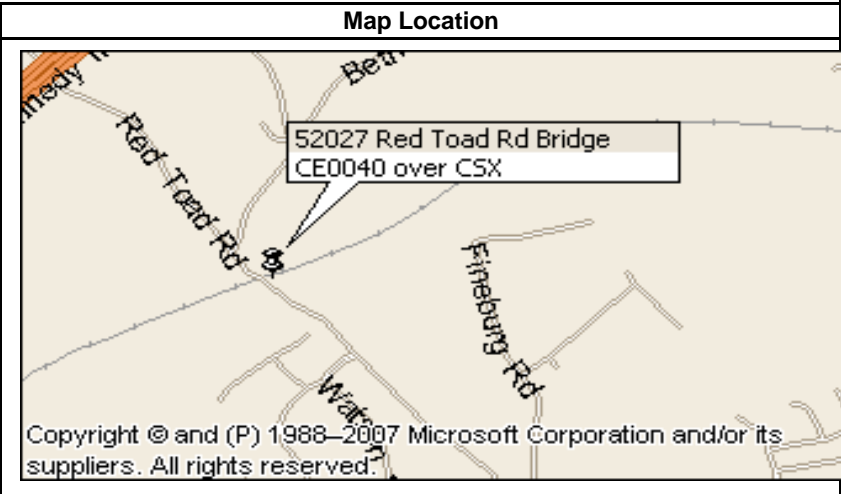 Map Location
Beth
Red Toad Rd
52027 Red Toad Rd Bridge
CE0040 over CSX
Fineburg Rd
Copyright © and (P) 1988–2007 Microsoft Corporation and/or its
suppliers. All rights reserved.